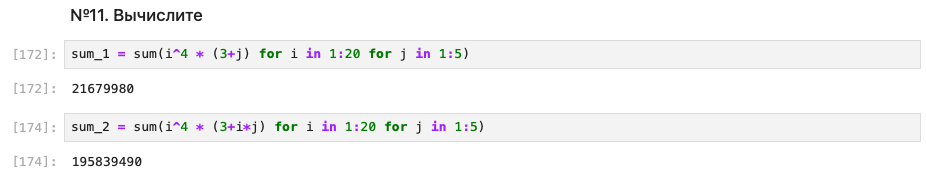 №11. Вычислите
[172]: sum_1 = sum(i^4 * (3+j) for i in 1:20 for j in 1:5)
[172]: 21679980
[174]: sum_2 = sum(i^4 * (3+i*j) for i in 1:20 for j in 1:5)
[174]: 195839490